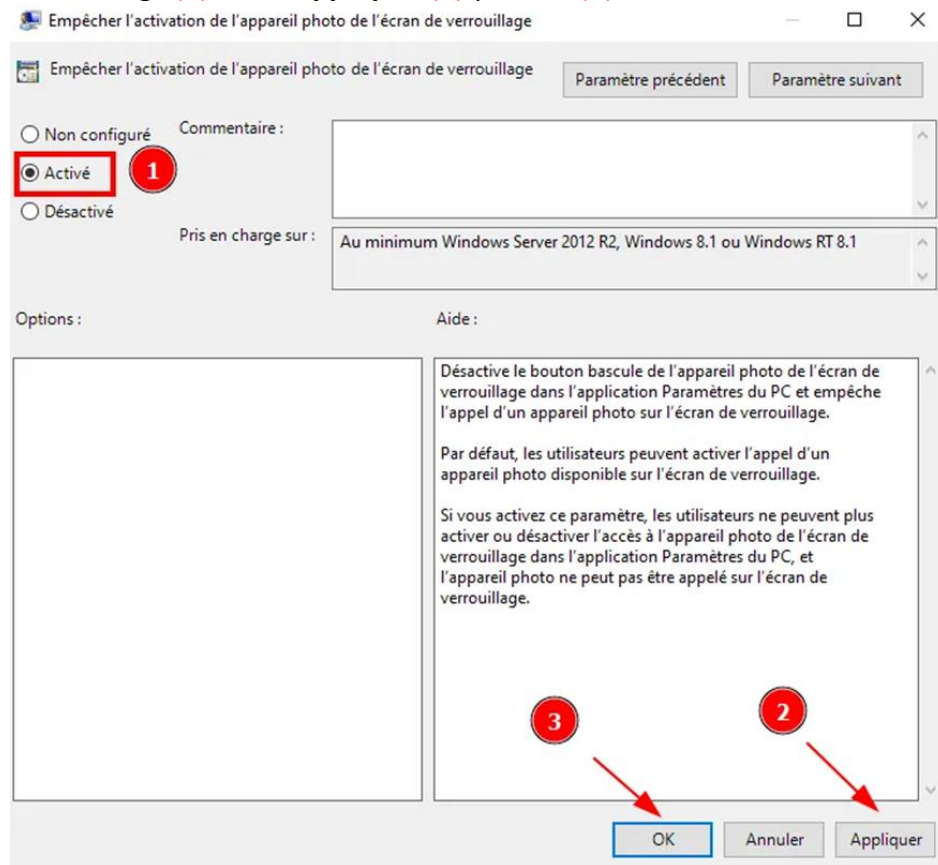 Empêcher l'activation de l'appareil photo de l'écran de verrouillage
Empêcher l'activation de l'appareil photo de l'écran de verrouillage
Paramètre précédent
Paramètre suivant
Non configuré
Commentaire :
Activé
1
Désactivé
Pris en charge sur :
Au minimum Windows Server 2012 R2, Windows 8.1 ou Windows RT 8.1
Options :
Aide :
Désactive le bouton bascule de l'appareil photo de l'écran de
verrouillage dans l'application Paramètres du PC et empêche
l'appel d'un appareil photo sur l'écran de verrouillage.
Par défaut, les utilisateurs peuvent activer l'appel d'un
appareil photo disponible sur l'écran de verrouillage.
Si vous activez ce paramètre, les utilisateurs ne peuvent plus
activer ou désactiver l'accès à l'appareil photo de l'écran de
verrouillage dans l'application Paramètres du PC, et
l'appareil photo ne peut pas être appelé sur l'écran de
verrouillage.
3
2
OK
Annuler
Appliquer